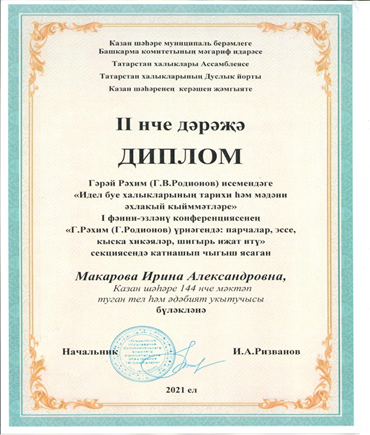 Казан шәһәре муниципаль берәмлеге
Башкарма комитетының мәгариф идарәсе
Татарстан халыклары Ассамблеясе
Татарстан халыкларының Дуслык йорты
Казан шәһәренең керәшен җәмгыяте
II нче дәрәҗә
ДИПЛОМ
Гәрәй Рәхим (Г.В.Родионов) исемендәге
«Идел буе халыкларының тарихи һәм мәдәни
әхлакый кыйммәтләре»
I фәнни-эзләнү конференциясенең
«Г.Рәхим (Г.Родионов) үрнәгендә: парчалар, эссе,
кыска хикәяләр, шигырь иҗат итү»
секциясендә катнашып чыгыш ясаган
Макарова Ирина Александровна,
Казан шәһәре 144 нче мәктәп
туган тел һәм әдәбият укытучысы
бүләкләнә
Начальник И.А.Ризванов
2021 ел